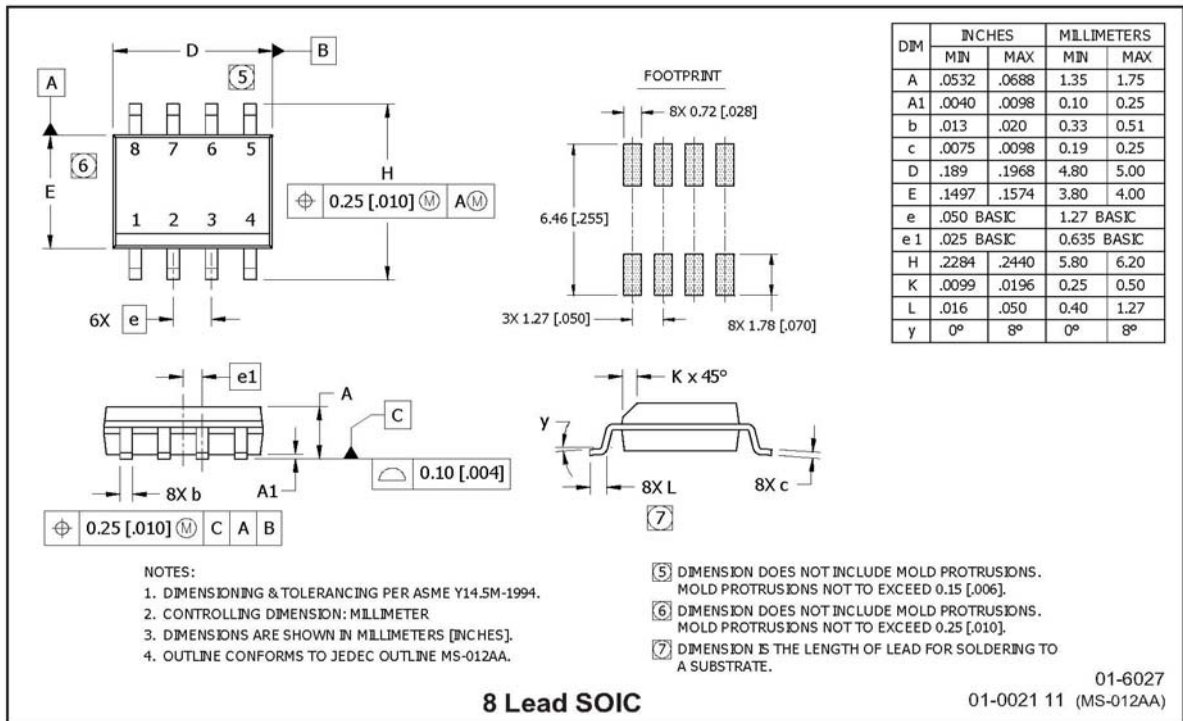 D
B
5
A
8 7 6 5
6
E
H
⌖ 0.25 [.010] Ⓜ AⓂ
1 2 3 4
6X e
FOOTPRINT
8X 0.72 [.028]
6.46 [.255]
3X 1.27 [.050]
8X 1.78 [.070]
DIM INCHES MILLIMETERS
MIN MAX MIN MAX
A .0532 .0688 1.35 1.75
A1 .0040 .0098 0.10 0.25
b .013 .020 0.33 0.51
c .0075 .0098 0.19 0.25
D .189 .1968 4.80 5.00
E .1497 .1574 3.80 4.00
e .050 BASIC 1.27 BASIC
e 1 .025 BASIC 0.635 BASIC
H .2284 .2440 5.80 6.20
K .0099 .0196 0.25 0.50
L .016 .050 0.40 1.27
y 0° 8° 0° 8°
e1
A
C
⌓ 0.10 [.004]
8X b
A1
⌖ 0.25 [.010] Ⓜ C A B
K x 45°
y
8X L
7
8X c
NOTES:
1. DIMENSIONING & TOLERANCING PER ASME Y14.5M-1994.
2. CONTROLLING DIMENSION: MILLIMETER
3. DIMENSIONS ARE SHOWN IN MILLIMETERS [INCHES].
4. OUTLINE CONFORMS TO JEDEC OUTLINE MS-012AA.
5 DIMENSION DOES NOT INCLUDE MOLD PROTRUSIONS.
MOLD PROTRUSIONS NOT TO EXCEED 0.15 [.006].
6 DIMENSION DOES NOT INCLUDE MOLD PROTRUSIONS.
MOLD PROTRUSIONS NOT TO EXCEED 0.25 [.010].
7 DIMENSION IS THE LENGTH OF LEAD FOR SOLDERING TO
A SUBSTRATE.
8 Lead SOIC
01-6027
01-0021 11 (MS-012AA)